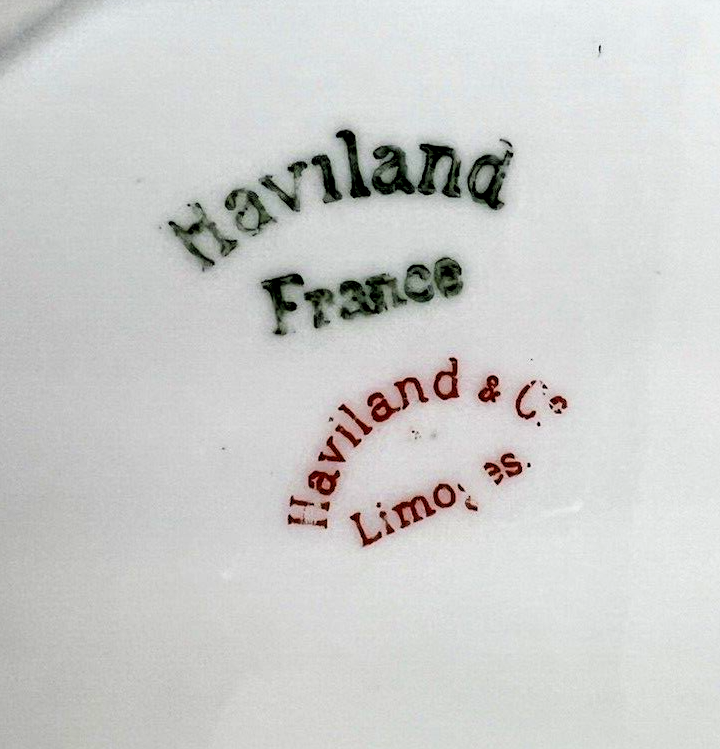 Haviland
France
Haviland & Co
Limoges.